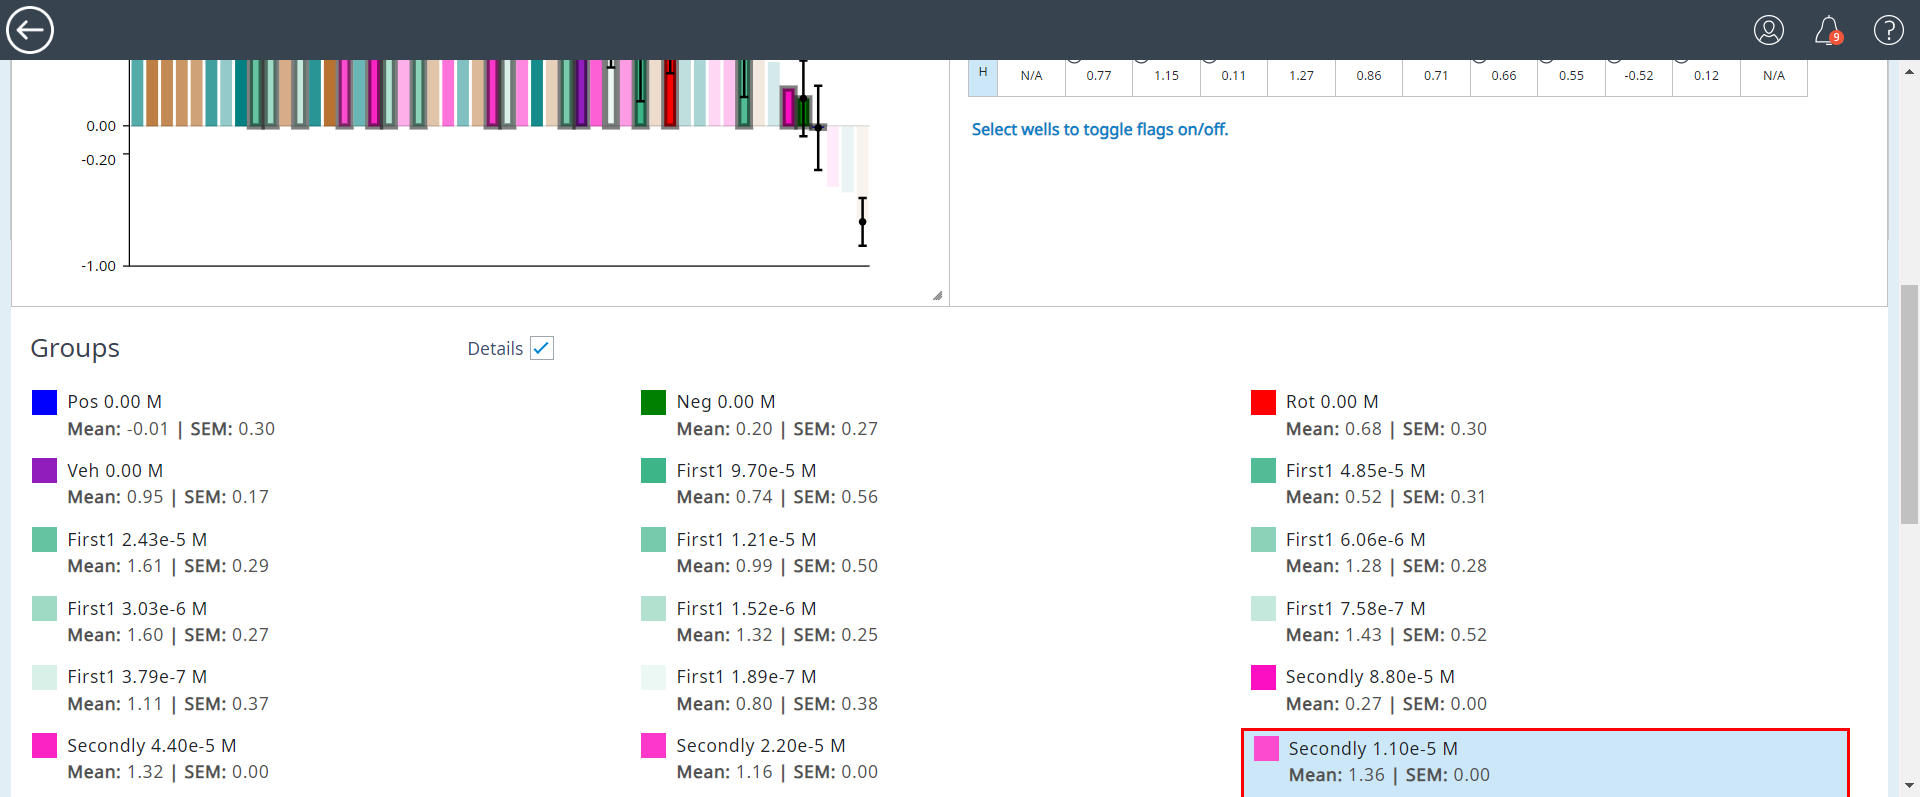 9
H N/A 0.77 1.15 0.11 1.27 0.86 0.71 0.66 0.55 -0.52 0.12 N/A
0.00
-0.20
-1.00
Select wells to toggle flags on/off.
Groups Details
Pos 0.00 M
Mean: -0.01 | SEM: 0.30
Neg 0.00 M
Mean: 0.20 | SEM: 0.27
Rot 0.00 M
Mean: 0.68 | SEM: 0.30
Veh 0.00 M
Mean: 0.95 | SEM: 0.17
First1 9.70e-5 M
Mean: 0.74 | SEM: 0.56
First1 4.85e-5 M
Mean: 0.52 | SEM: 0.31
First1 2.43e-5 M
Mean: 1.61 | SEM: 0.29
First1 1.21e-5 M
Mean: 0.99 | SEM: 0.50
First1 6.06e-6 M
Mean: 1.28 | SEM: 0.28
First1 3.03e-6 M
Mean: 1.60 | SEM: 0.27
First1 1.52e-6 M
Mean: 1.32 | SEM: 0.25
First1 7.58e-7 M
Mean: 1.43 | SEM: 0.52
First1 3.79e-7 M
Mean: 1.11 | SEM: 0.37
First1 1.89e-7 M
Mean: 0.80 | SEM: 0.38
Secondly 8.80e-5 M
Mean: 0.27 | SEM: 0.00
Secondly 4.40e-5 M
Mean: 1.32 | SEM: 0.00
Secondly 2.20e-5 M
Mean: 1.16 | SEM: 0.00
Secondly 1.10e-5 M
Mean: 1.36 | SEM: 0.00